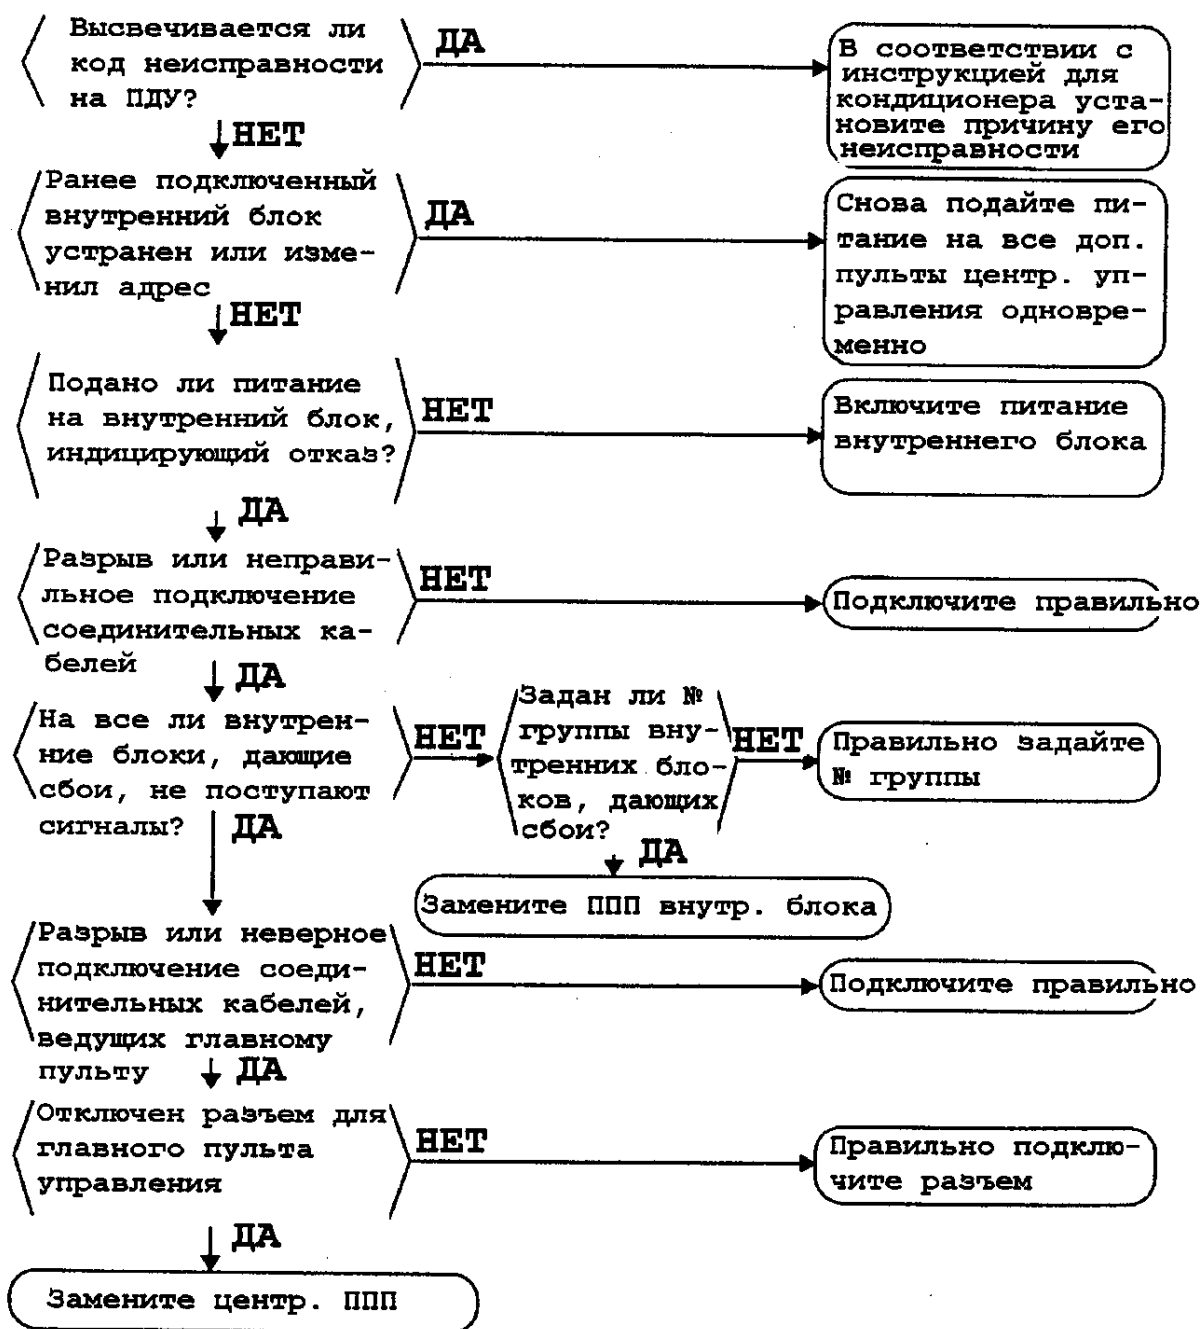 Высвечивается ли
код неисправности
на ПДУ?
ДА
В соответствии с
инструкцией для
кондиционера уста-
новите причину его
неисправности
НЕТ
Ранее подключенный
внутренний блок
устранен или изме-
нил адрес
ДА
Снова подайте пи-
тание на все доп.
пульты центр. уп-
равления одновре-
менно
НЕТ
Подано ли питание
на внутренний блок,
индицирующий отказ?
НЕТ
Включите питание
внутреннего блока
ДА
Разрыв или неправи-
льное подключение
соединительных ка-
белей
НЕТ
Подключите правильно
ДА
На все ли внутрен-
ние блоки, дающие
сбои, не поступают
сигналы?
НЕТ
Задан ли №
группы вну-
тренних бло-
ков, дающих
сбои?
НЕТ
Правильно задайте
№ группы
ДА
ДА
Замените ППП внутр. блока
Разрыв или неверное
подключение соеди-
нительных кабелей,
ведущих главному
пульту
НЕТ
Подключите правильно
ДА
Отключен разъем для
главного пульта
управления
НЕТ
Правильно подклю-
чите разъем
ДА
Замените центр. ППП